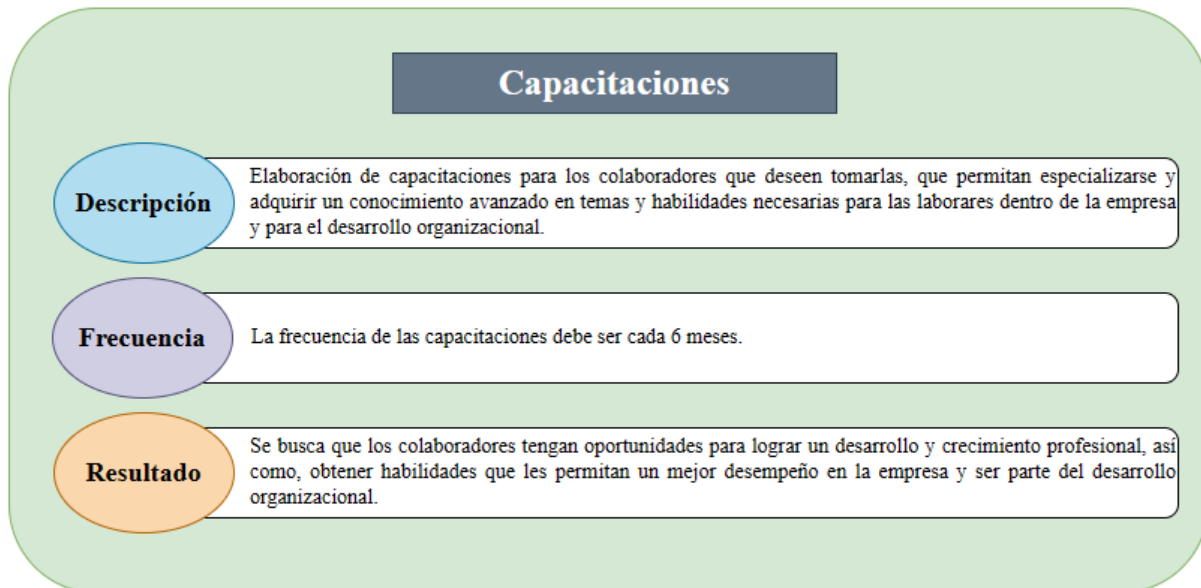 Capacitaciones
Descripción
Elaboración de capacitaciones para los colaboradores que deseen tomarlas, que permitan especializarse y
adquirir un conocimiento avanzado en temas y habilidades necesarias para las laborares dentro de la empresa
y para el desarrollo organizacional.
Frecuencia
La frecuencia de las capacitaciones debe ser cada 6 meses.
Resultado
Se busca que los colaboradores tengan oportunidades para lograr un desarrollo y crecimiento profesional, así
como, obtener habilidades que les permitan un mejor desempeño en la empresa y ser parte del desarrollo
organizacional.